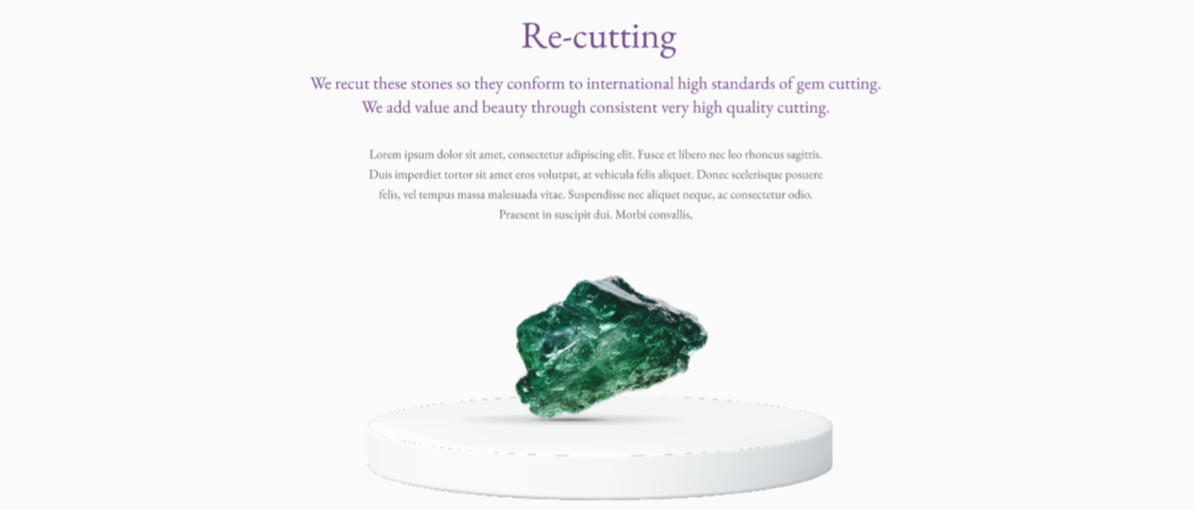 Re-cutting
We recut these stones so they conform to international high standards of gem cutting.
We add value and beauty through consistent very high quality cutting.
Lorem ipsum dolor sit amet, consectetur adipiscing elit. Fusce et libero nec leo rhoncus sagittis.
Duis imperdiet tortor sit amet eros volutpat, at vehicula felis aliquet. Donec scelerisque posuere
felis, vel tempus massa malesuada vitae. Suspendisse nec aliquet neque, ac consectetur odio.
Praesent in suscipit dui. Morbi convallis,